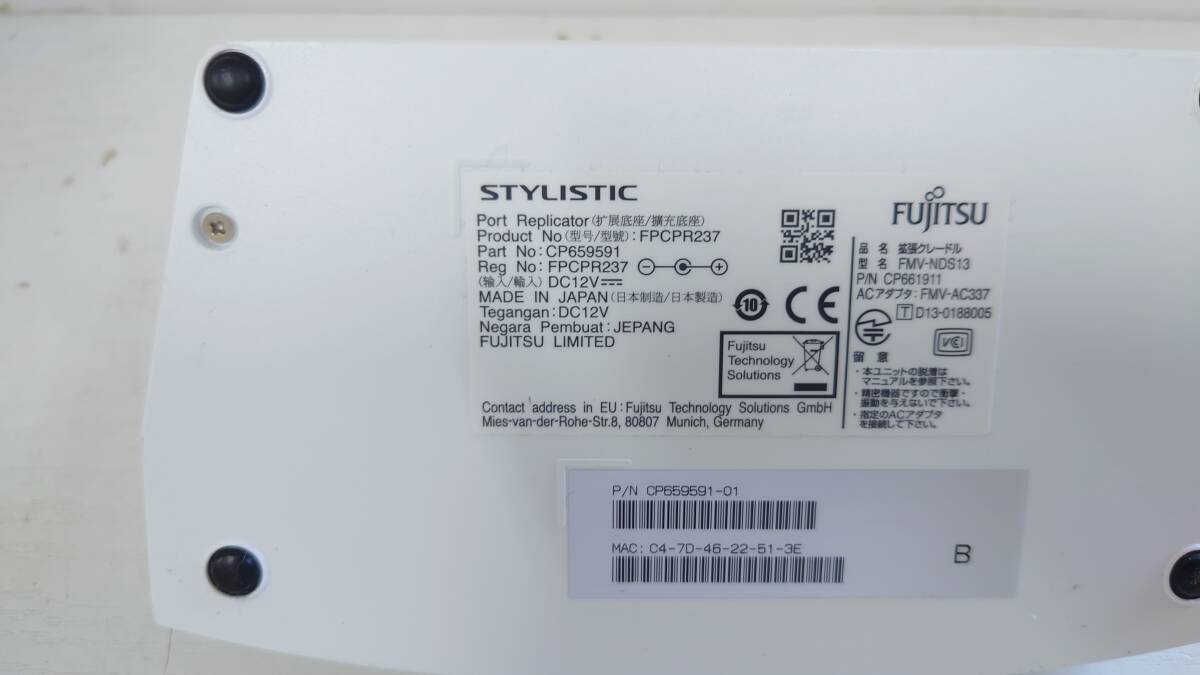 STYLISTIC
Port Replicator(扩展底座/擴充底座)
Product No(型号/型號):FPCPR237
Part No:CP659591
Reg No:FPCPR237
(输入/輸入) DC12V
MADE IN JAPAN(日本制造/日本製造)
Tegangan:DC12V
Negara Pembuat:JEPANG
FUJITSU LIMITED
10
CE
Fujitsu
Technology
Solutions
Contact address in EU:Fujitsu Technology Solutions GmbH
Mies-van-der-Rohe-Str.8, 80807 Munich, Germany
FUJITSU
品 名 拡張クレードル
型 名 FMV-NDS13
P/N CP661911
ACアダプタ:FMV-AC337
T D13-0188005
VCI
留 意
・本ユニットの脱着は
マニュアルを参照下さい。
・精密機器ですので衝撃・
振動を与えないで下さい。
・指定のACアダプタ
を接続して下さい。
P/N CP659591-01
MAC: C4-7D-46-22-51-3E
B